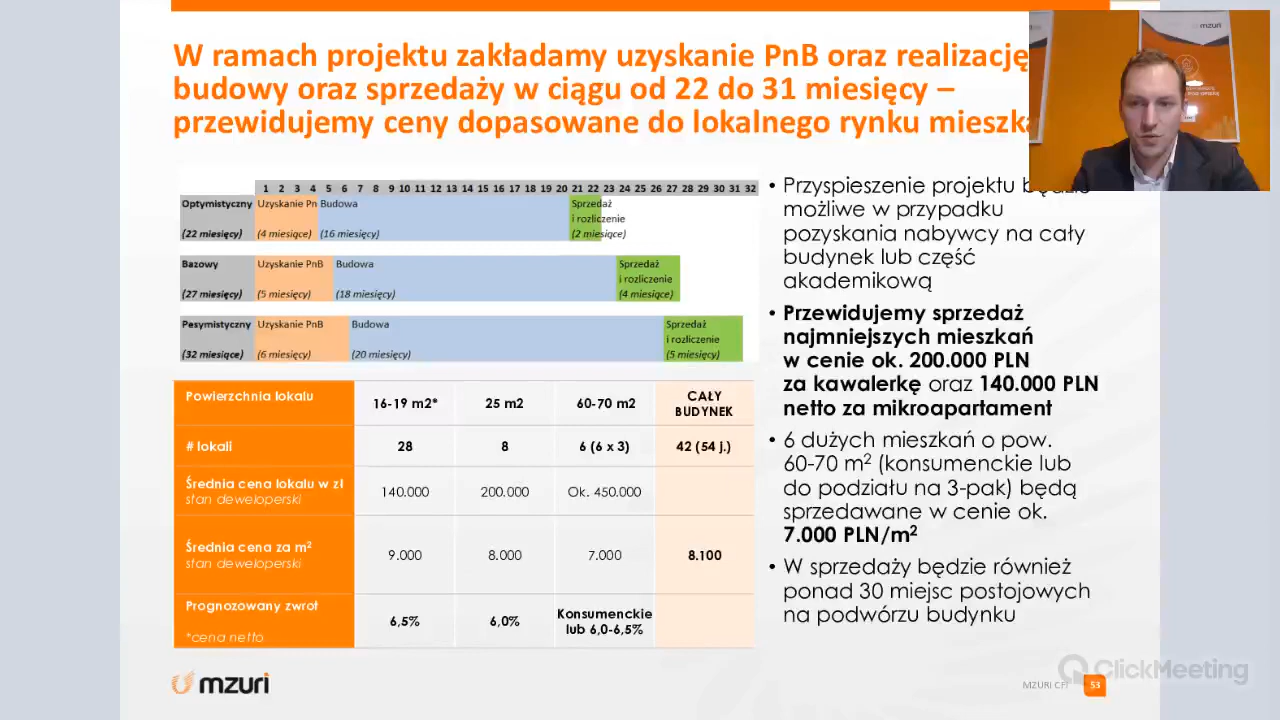 W ramach projektu zakładamy uzyskanie PnB oraz realizację
budowy oraz sprzedaży w ciągu od 22 do 31 miesięcy –
przewidujemy ceny dopasowane do lokalnego rynku
mzuri
1 2 3 4 5 6 7 8 9 10 11 12 13 14 15 16 17 18 19 20 21 22 23 24 25 26 27 28 29 30 31 32
Optymistyczny Uzyskanie Pn Budowa Sprzedaż
i rozliczenie
(22 miesięcy) (4 miesiące) (16 miesięcy) (2 miesiące)
Bazowy Uzyskanie PnB Budowa Sprzedaż
i rozliczenie
(27 miesięcy) (5 miesięcy) (18 miesięcy) (4 miesiące)
Pesymistyczny Uzyskanie PnB Budowa Sprzedaż
i rozliczenie
(32 miesiące) (6 miesięcy) (20 miesięcy) (5 miesięcy)
Powierzchnia lokalu 16-19 m2* 25 m2 60-70 m2 CAŁY
BUDYNEK
# lokali 28 8 6 (6 x 3) 42 (54 j.)
Średnia cena lokalu w zł
stan deweloperski 140.000 200.000 Ok. 450.000
Średnia cena za m²
stan deweloperski 9.000 8.000 7.000 8.100
Prognozowany zwrot 6,5% 6,0% Konsumenckie
lub 6,0-6,5%
*cena netto
• Przyspieszenie projektu będzie
możliwe w przypadku
pozyskania nabywcy na cały
budynek lub część
akademikową
• Przewidujemy sprzedaż
najmniejszych mieszkań
w cenie ok. 200.000 PLN
za kawalerkę oraz 140.000 PLN
netto za mikroapartament
• 6 dużych mieszkań o pow.
60-70 m² (konsumenckie lub
do podziału na 3-pak) będą
sprzedawane w cenie ok.
7.000 PLN/m²
• W sprzedaży będzie również
ponad 30 miejsc postojowych
na podwórzu budynku
mzuri
MZURI CFI 53
ClickMeeting